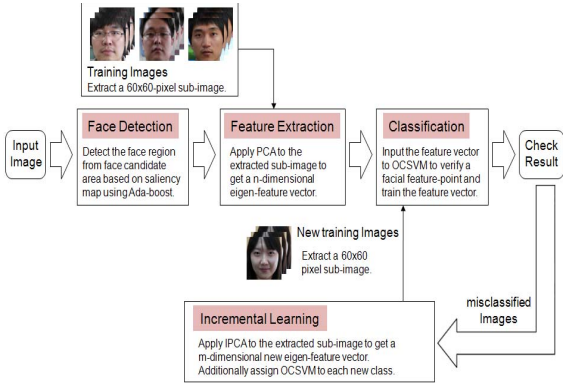 Training Images
Extract a 60x60-pixel sub-image.
Input
Image
Face Detection
Detect the face region
from face candidate
area based on saliency
map using Ada-boost.
Feature Extraction
Apply PCA to the
extracted sub-image to
get a n-dimensional
eigen-feature vector.
Classification
Input the feature vector
to OCSVM to verify a
facial feature-point and
train the feature vector.
Check
Result
New training Images
Extract a 60x60
pixel sub-image.
misclassified
Images
Incremental Learning
Apply IPCA to the extracted sub-image to get a
m-dimensional new eigen-feature vector.
Additionally assign OCSVM to each new class.